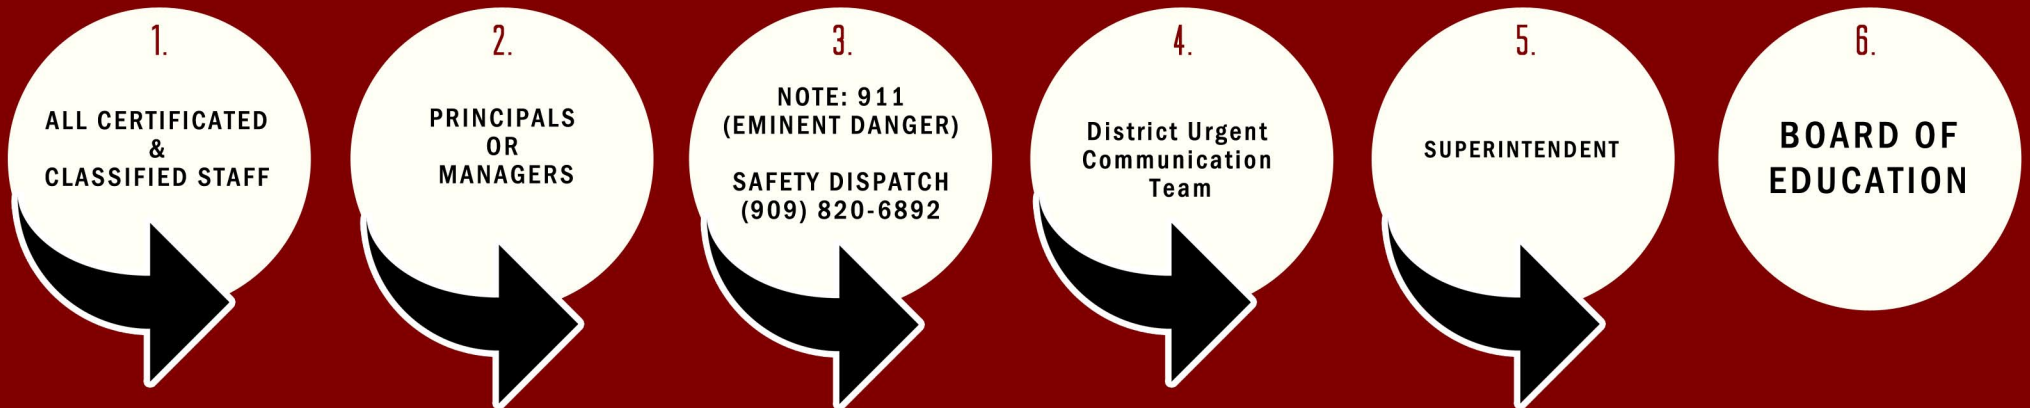 1.
ALL CERTIFICATED
&
CLASSIFIED STAFF
2.
PRINCIPALS
OR
MANAGERS
3.
NOTE: 911
(EMINENT DANGER)
SAFETY DISPATCH
(909) 820-6892
4.
District Urgent
Communication
Team
5.
SUPERINTENDENT
6.
BOARD OF
EDUCATION